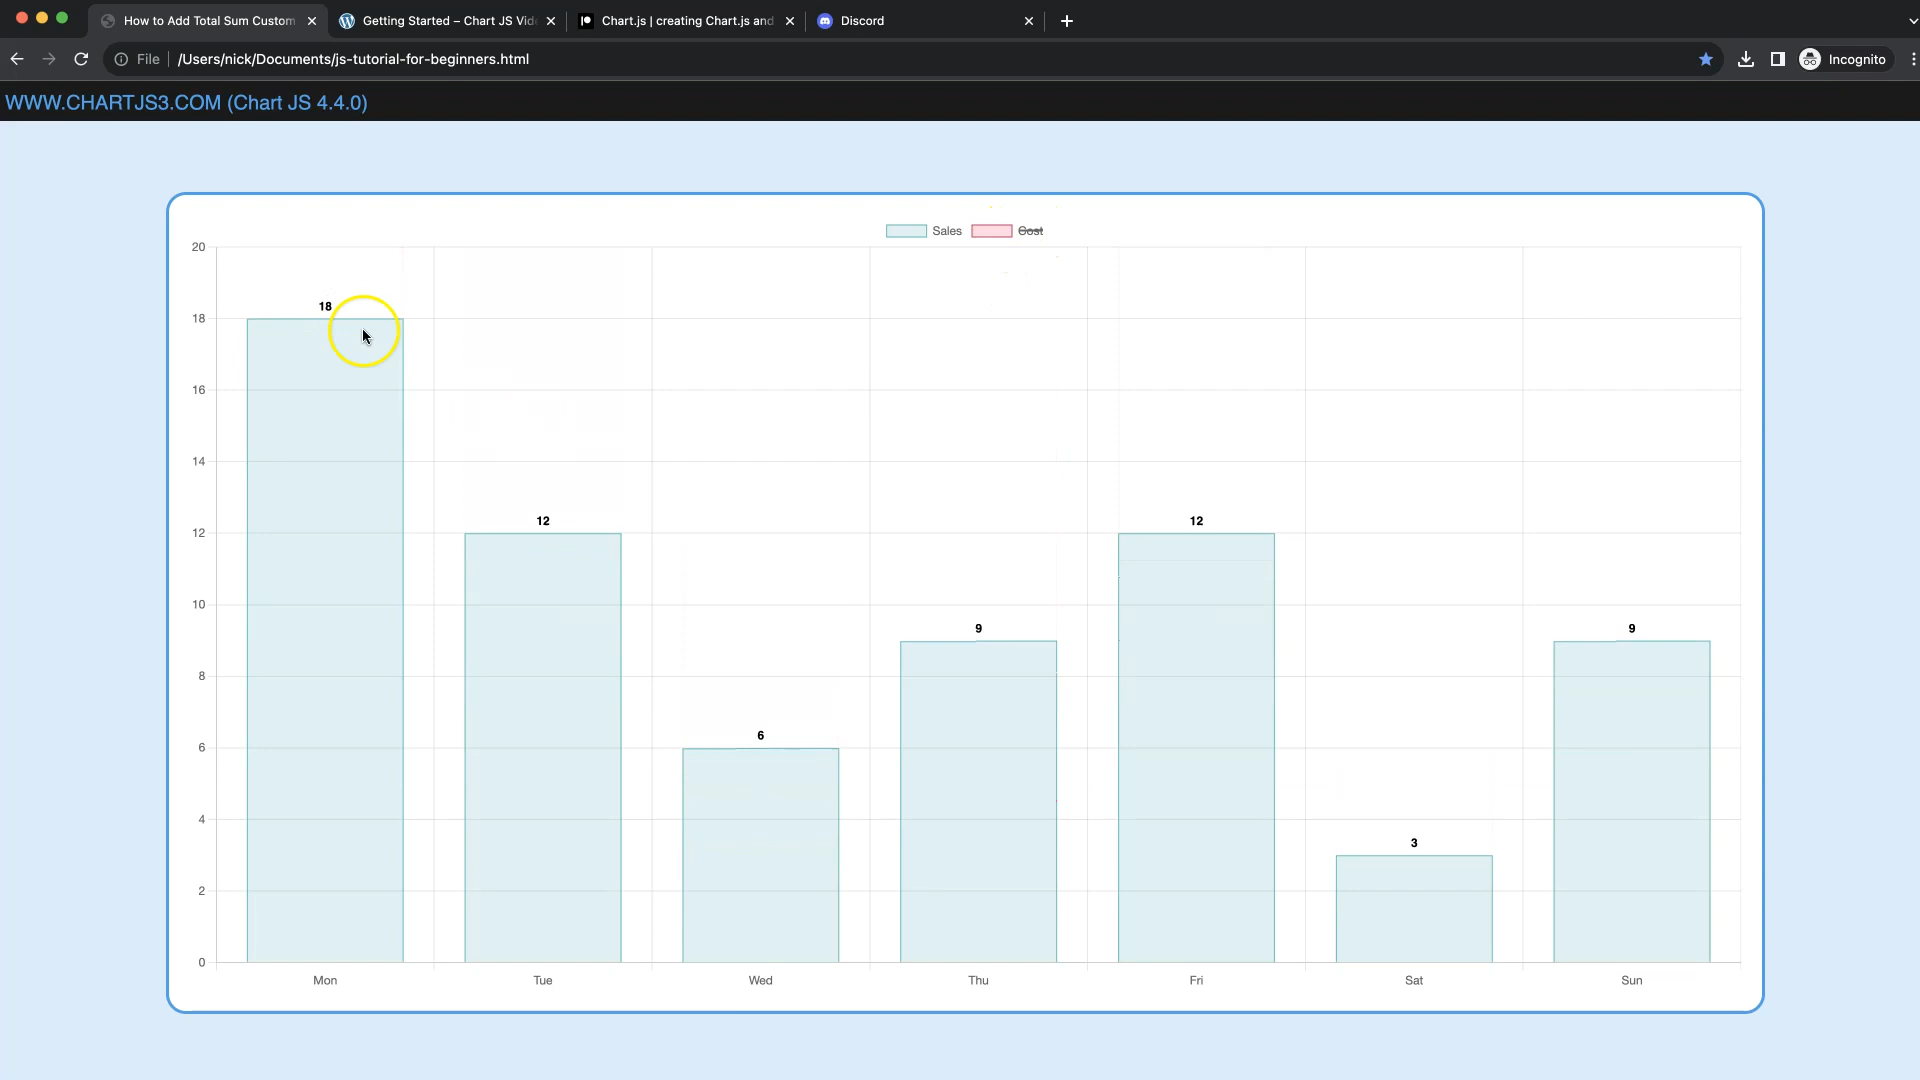 How to Add Total Sum Custom
Getting Started – Chart JS Vid
Chart.js | creating Chart.js and
Discord
File
/Users/nick/Documents/js-tutorial-for-beginners.html
Incognito
WWW.CHARTJS3.COM (Chart JS 4.4.0)
Sales Cost
20
18
16
14
12
10
8
6
4
2
0
18
12
6
9
12
3
9
Mon Tue Wed Thu Fri Sat Sun